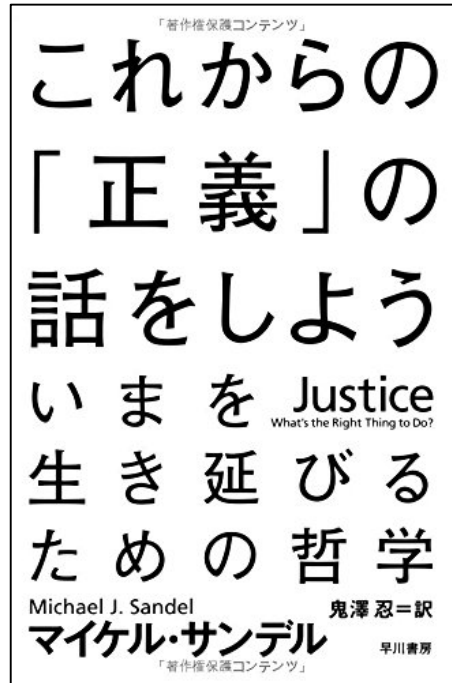 「著作権保護コンテンツ」
これからの
「正義」の
話をしよう
いまを
Justice
What's the Right Thing to Do?
生き延びる
ための哲学
Michael J. Sandel
マイケル・サンデル
鬼澤 忍=訳
早川書房
「著作権保護コンテンツ」